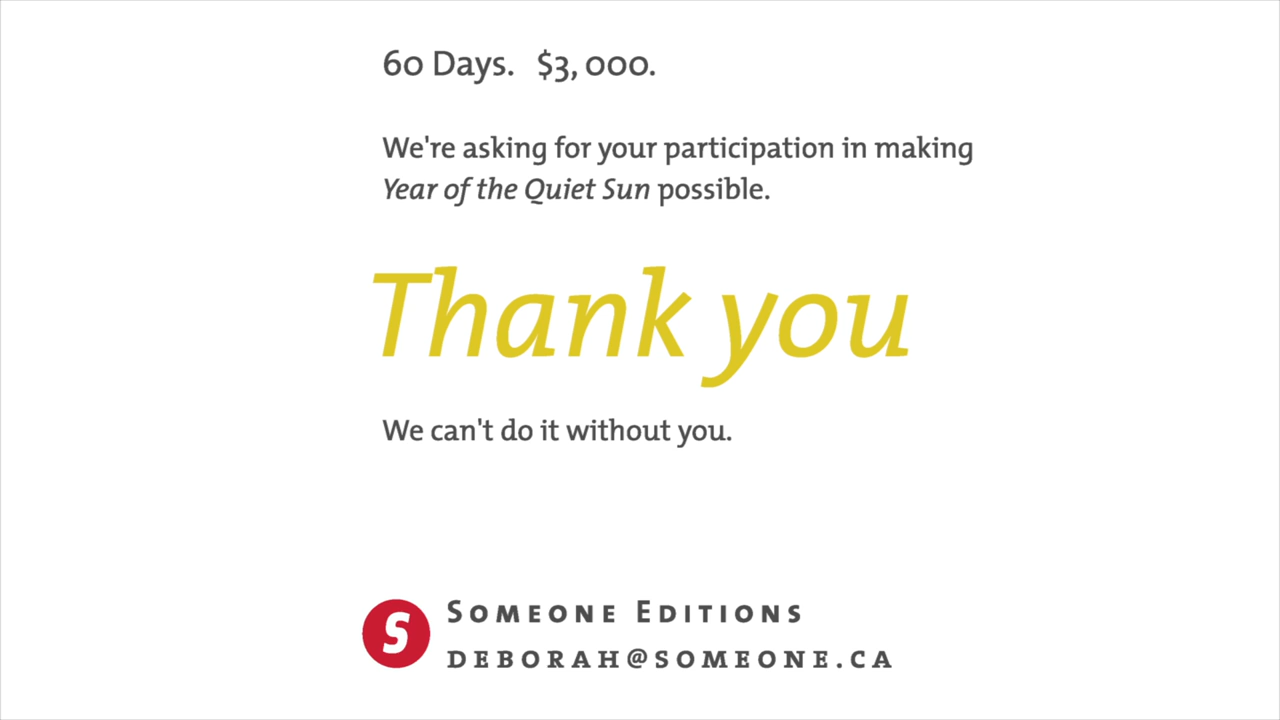 60 Days. $3, 000.
We're asking for your participation in making
Year of the Quiet Sun possible.
Thank you
We can't do it without you.
S
SOMEONE EDITIONS
DEBORAH@SOMEONE.CA